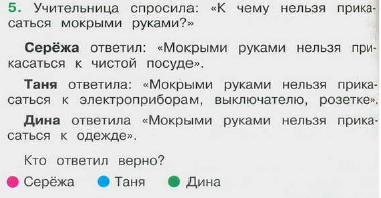 5. Учительница спросила: «К чему нельзя прика-
саться мокрыми руками?»
Серёжа ответил: «Мокрыми руками нельзя при-
касаться к чистой посуде».
Таня ответила: «Мокрыми руками нельзя прика-
саться к электроприборам, выключателю, розетке».
Дина ответила «Мокрыми руками нельзя прика-
саться к одежде».
Кто ответил верно?
Серёжа Таня Дина